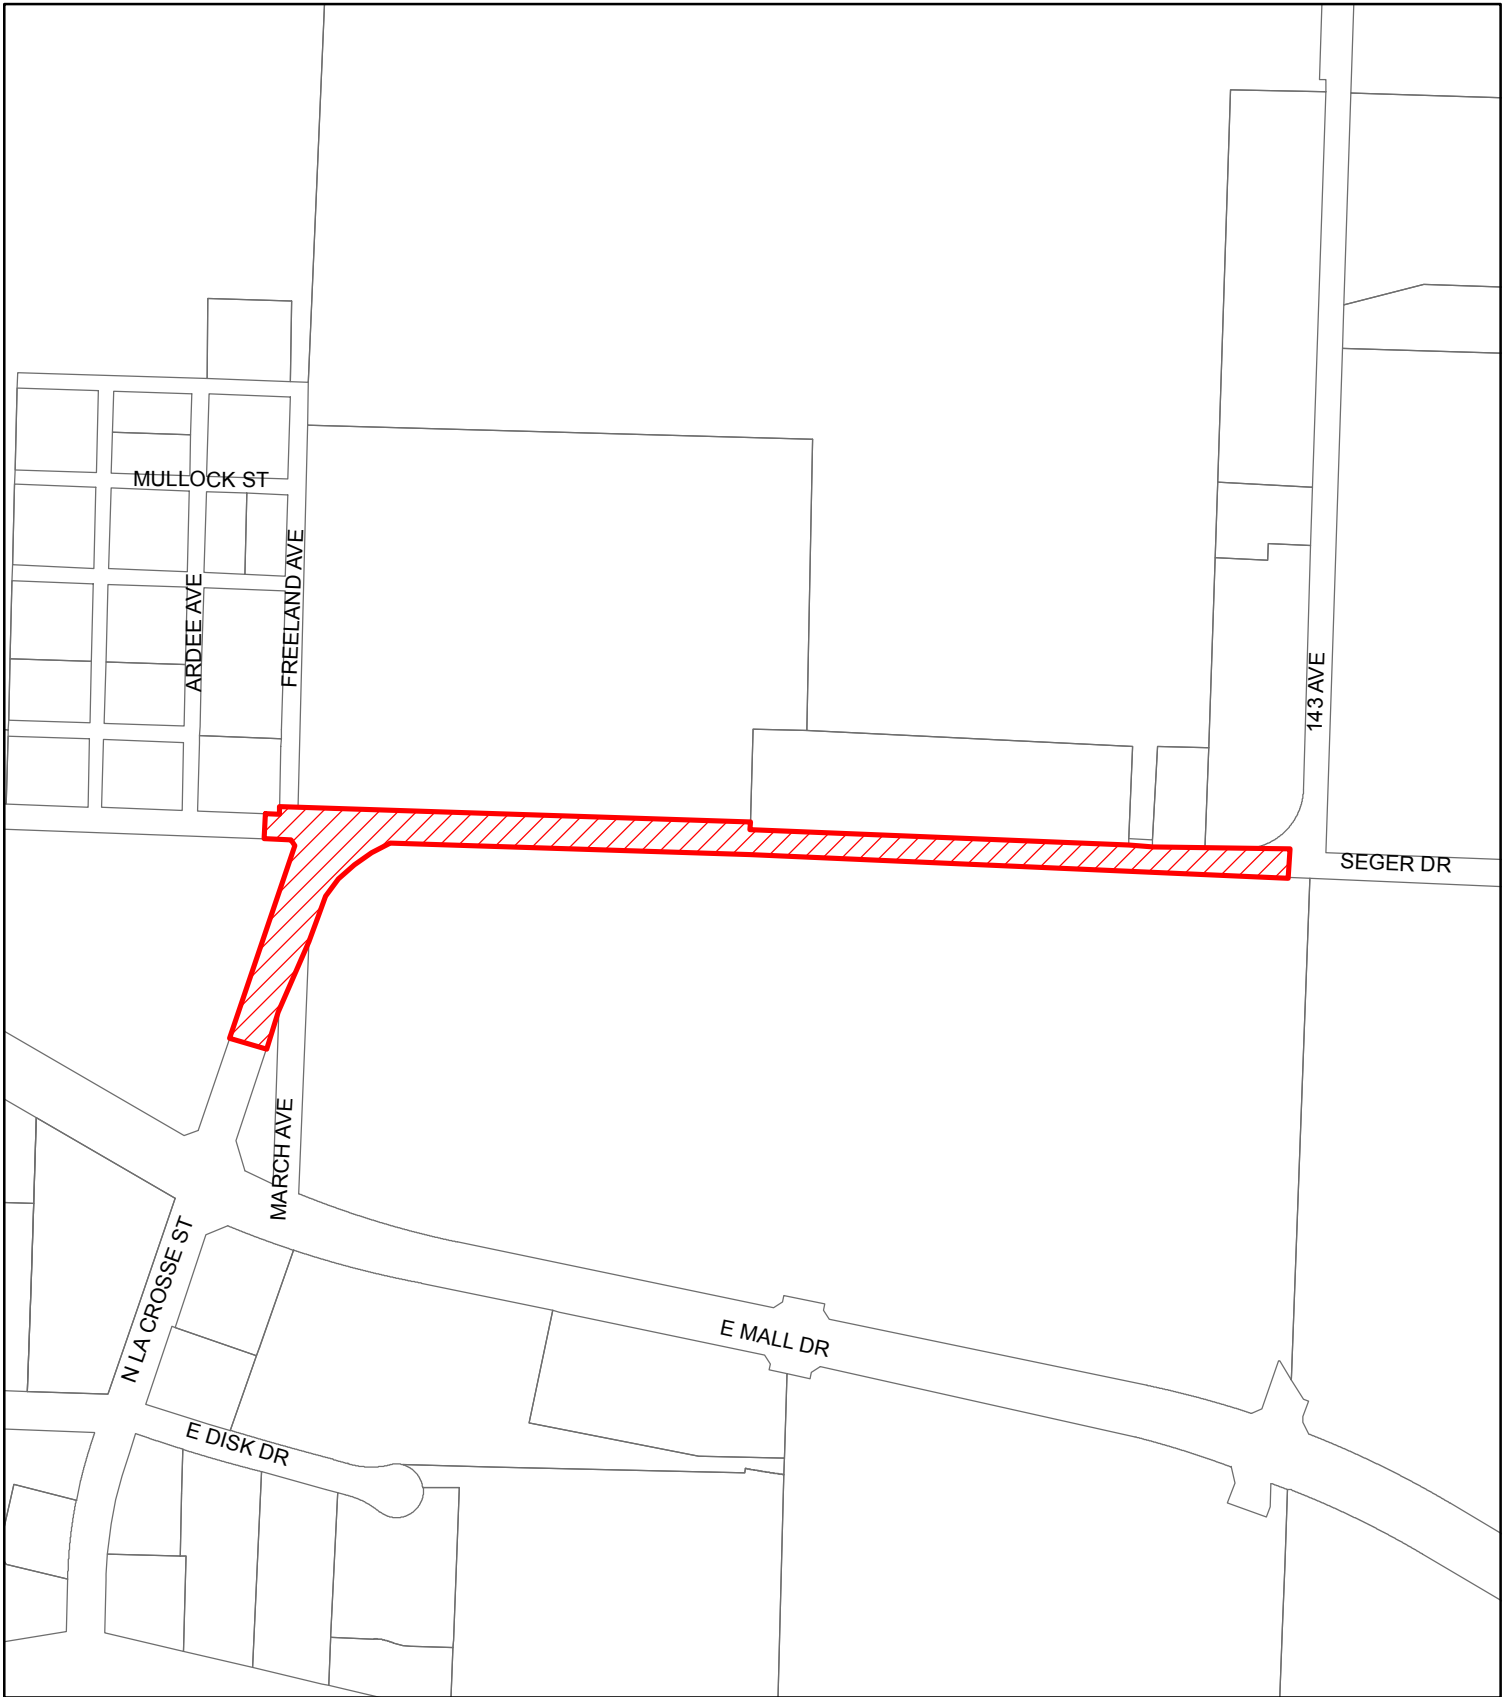 MULLOCK ST
FREELAND AVE
ARDEE AVE
143 AVE
SEGER DR
MARCH AVE
N LA CROSSE ST
E MALL DR
E DISK DR